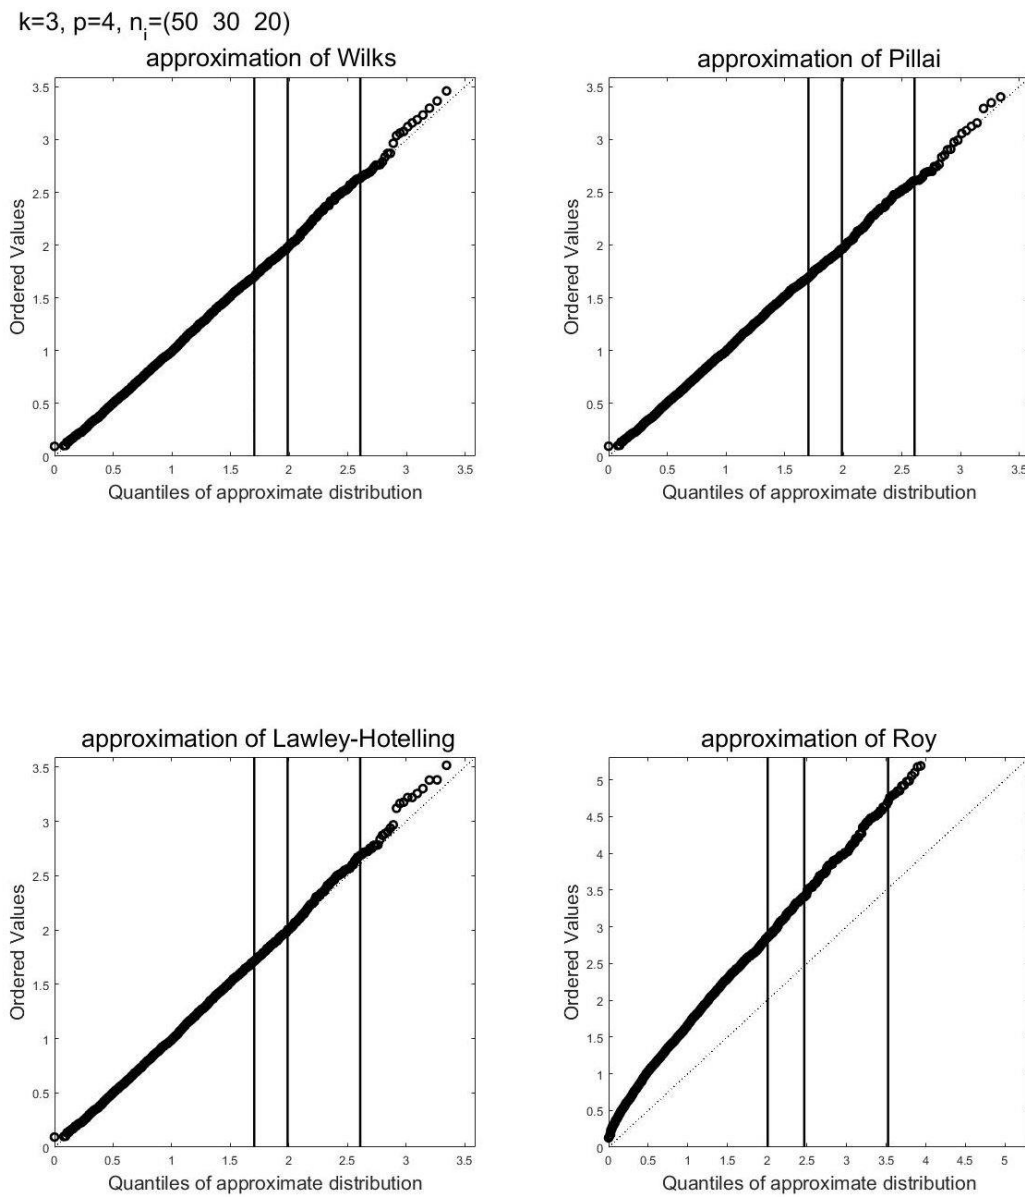 k=3, p=4, n_i=(50 30 20)
approximation of Wilks
3.5
3
2.5
2
1.5
1
0.5
0
Ordered Values
0 0.5 1 1.5 2 2.5 3 3.5
Quantiles of approximate distribution
approximation of Pillai
3.5
3
2.5
2
1.5
1
0.5
0
Ordered Values
0 0.5 1 1.5 2 2.5 3 3.5
Quantiles of approximate distribution
approximation of Lawley-Hotelling
3.5
3
2.5
2
1.5
1
0.5
0
Ordered Values
0 0.5 1 1.5 2 2.5 3 3.5
Quantiles of approximate distribution
approximation of Roy
5
4.5
4
3.5
3
2.5
2
1.5
1
0.5
0
Ordered Values
0 0.5 1 1.5 2 2.5 3 3.5 4 4.5 5
Quantiles of approximate distribution